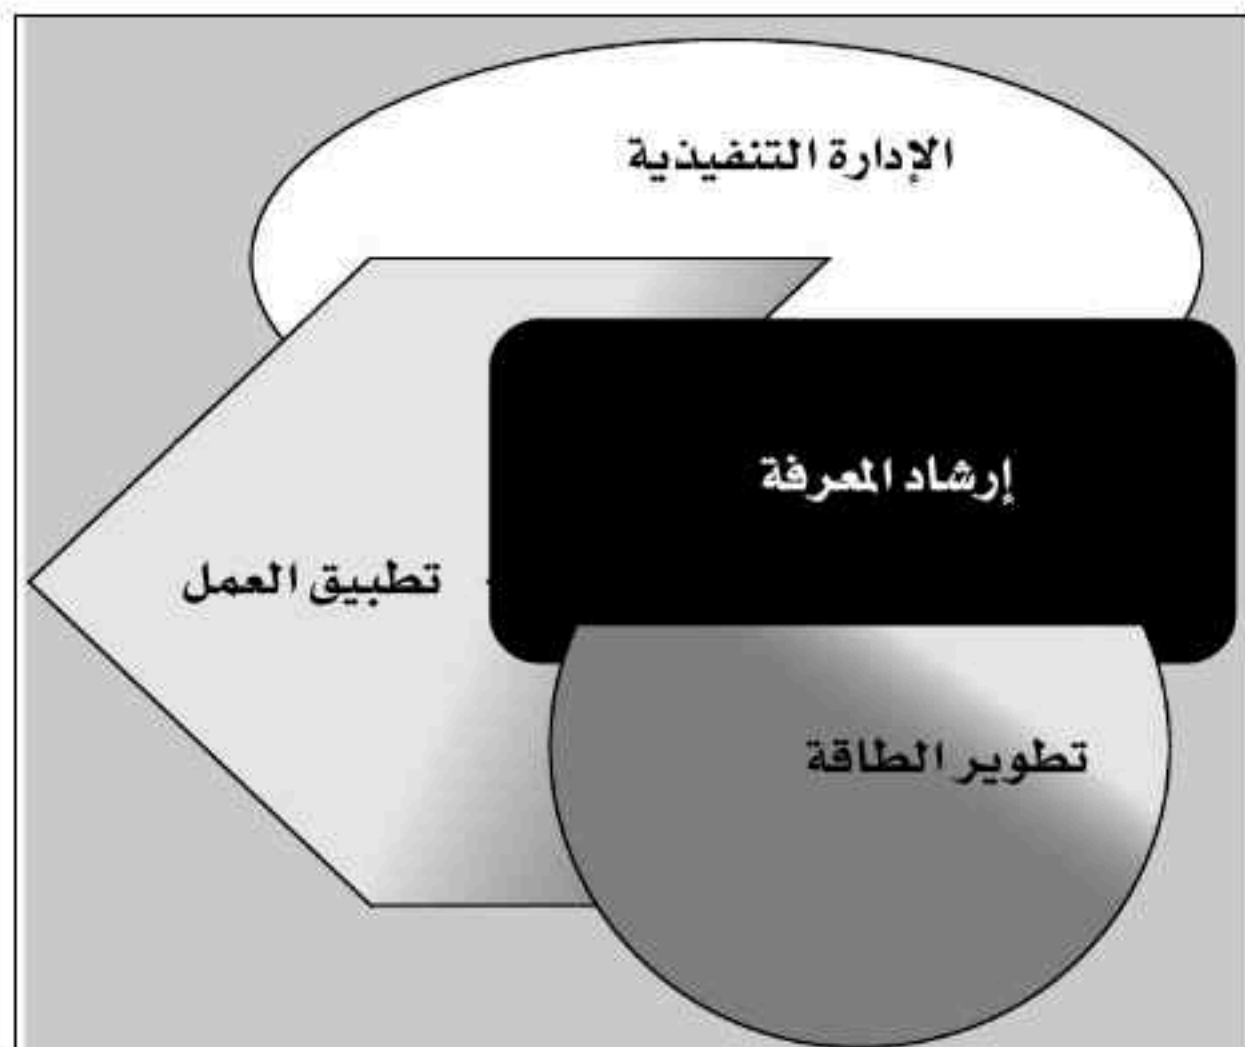 الإدارة التنفيذية
إرشاد المعرفة
تطبيق العمل
تطوير الطاقة